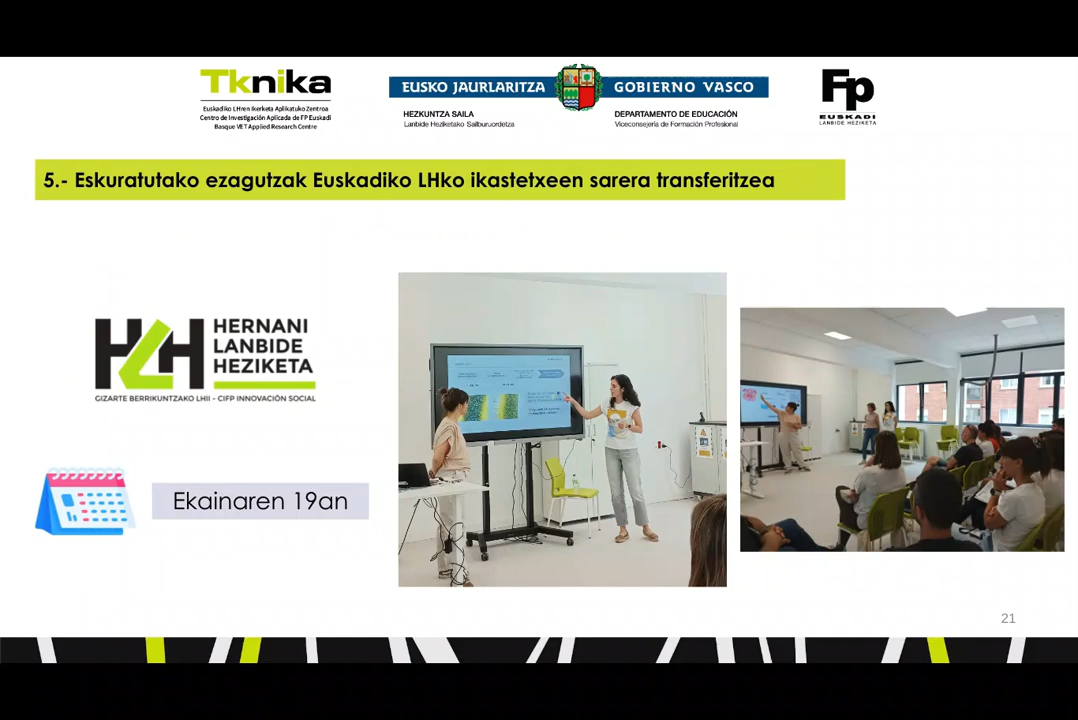 Tknika
Euskadiko LHren Ikerketa Aplikatuko Zentroa
Centro de Investigación Aplicada de FP Euskadi
Basque VET Applied Research Centre
EUSKO JAURLARITZA
GOBIERNO VASCO
HEZKUNTZA SAILA
Lanbide Heziketako Sailburuordetza
DEPARTAMENTO DE EDUCACIÓN
Viceconsejería de Formación Profesional
Fp
EUSKADI
LANBIDE HEZIKETA
5.- Eskuratutako ezagutzak Euskadiko LHko ikastetxeen sarera transferitzea
HLH
HERNANI
LANBIDE
HEZIKETA
GIZARTE BERRIKUNTZAKO LHII - CIFP INNOVACIÓN SOCIAL
Ekainaren 19an
21